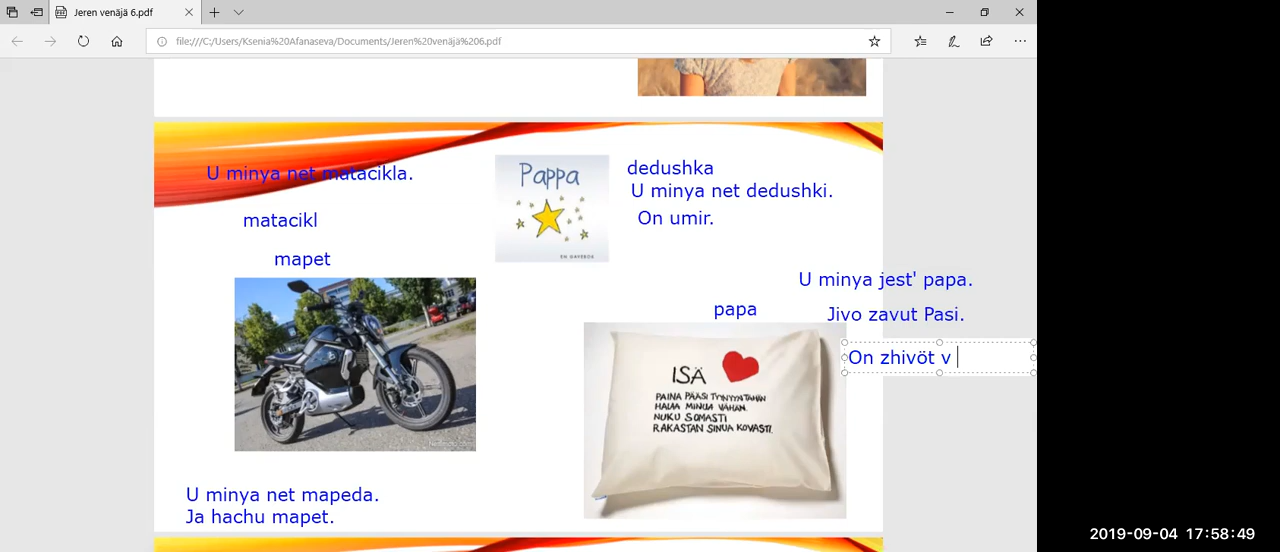 Jeren venäjä 6.pdf
file:///C:/Users/Ksenia%20Afanaseva/Documents/Jeren%20venäjä%206.pdf
U minya net matacikla.
matacikl
mapet
Pappa
EN GAVEBOK
dedushka
U minya net dedushki.
On umir.
U minya jest' papa.
papa
Jivo zavut Pasi.
On zhivöt v
ISÄ
PAINA PÄÄSI TYYNYYN TÄHÄN
HALAA MINUA VÄHÄN.
NUKU SOMASTI
RAKASTAN SINUA KOVASTI.
U minya net mapeda.
Ja hachu mapet.
2019-09-04 17:58:49